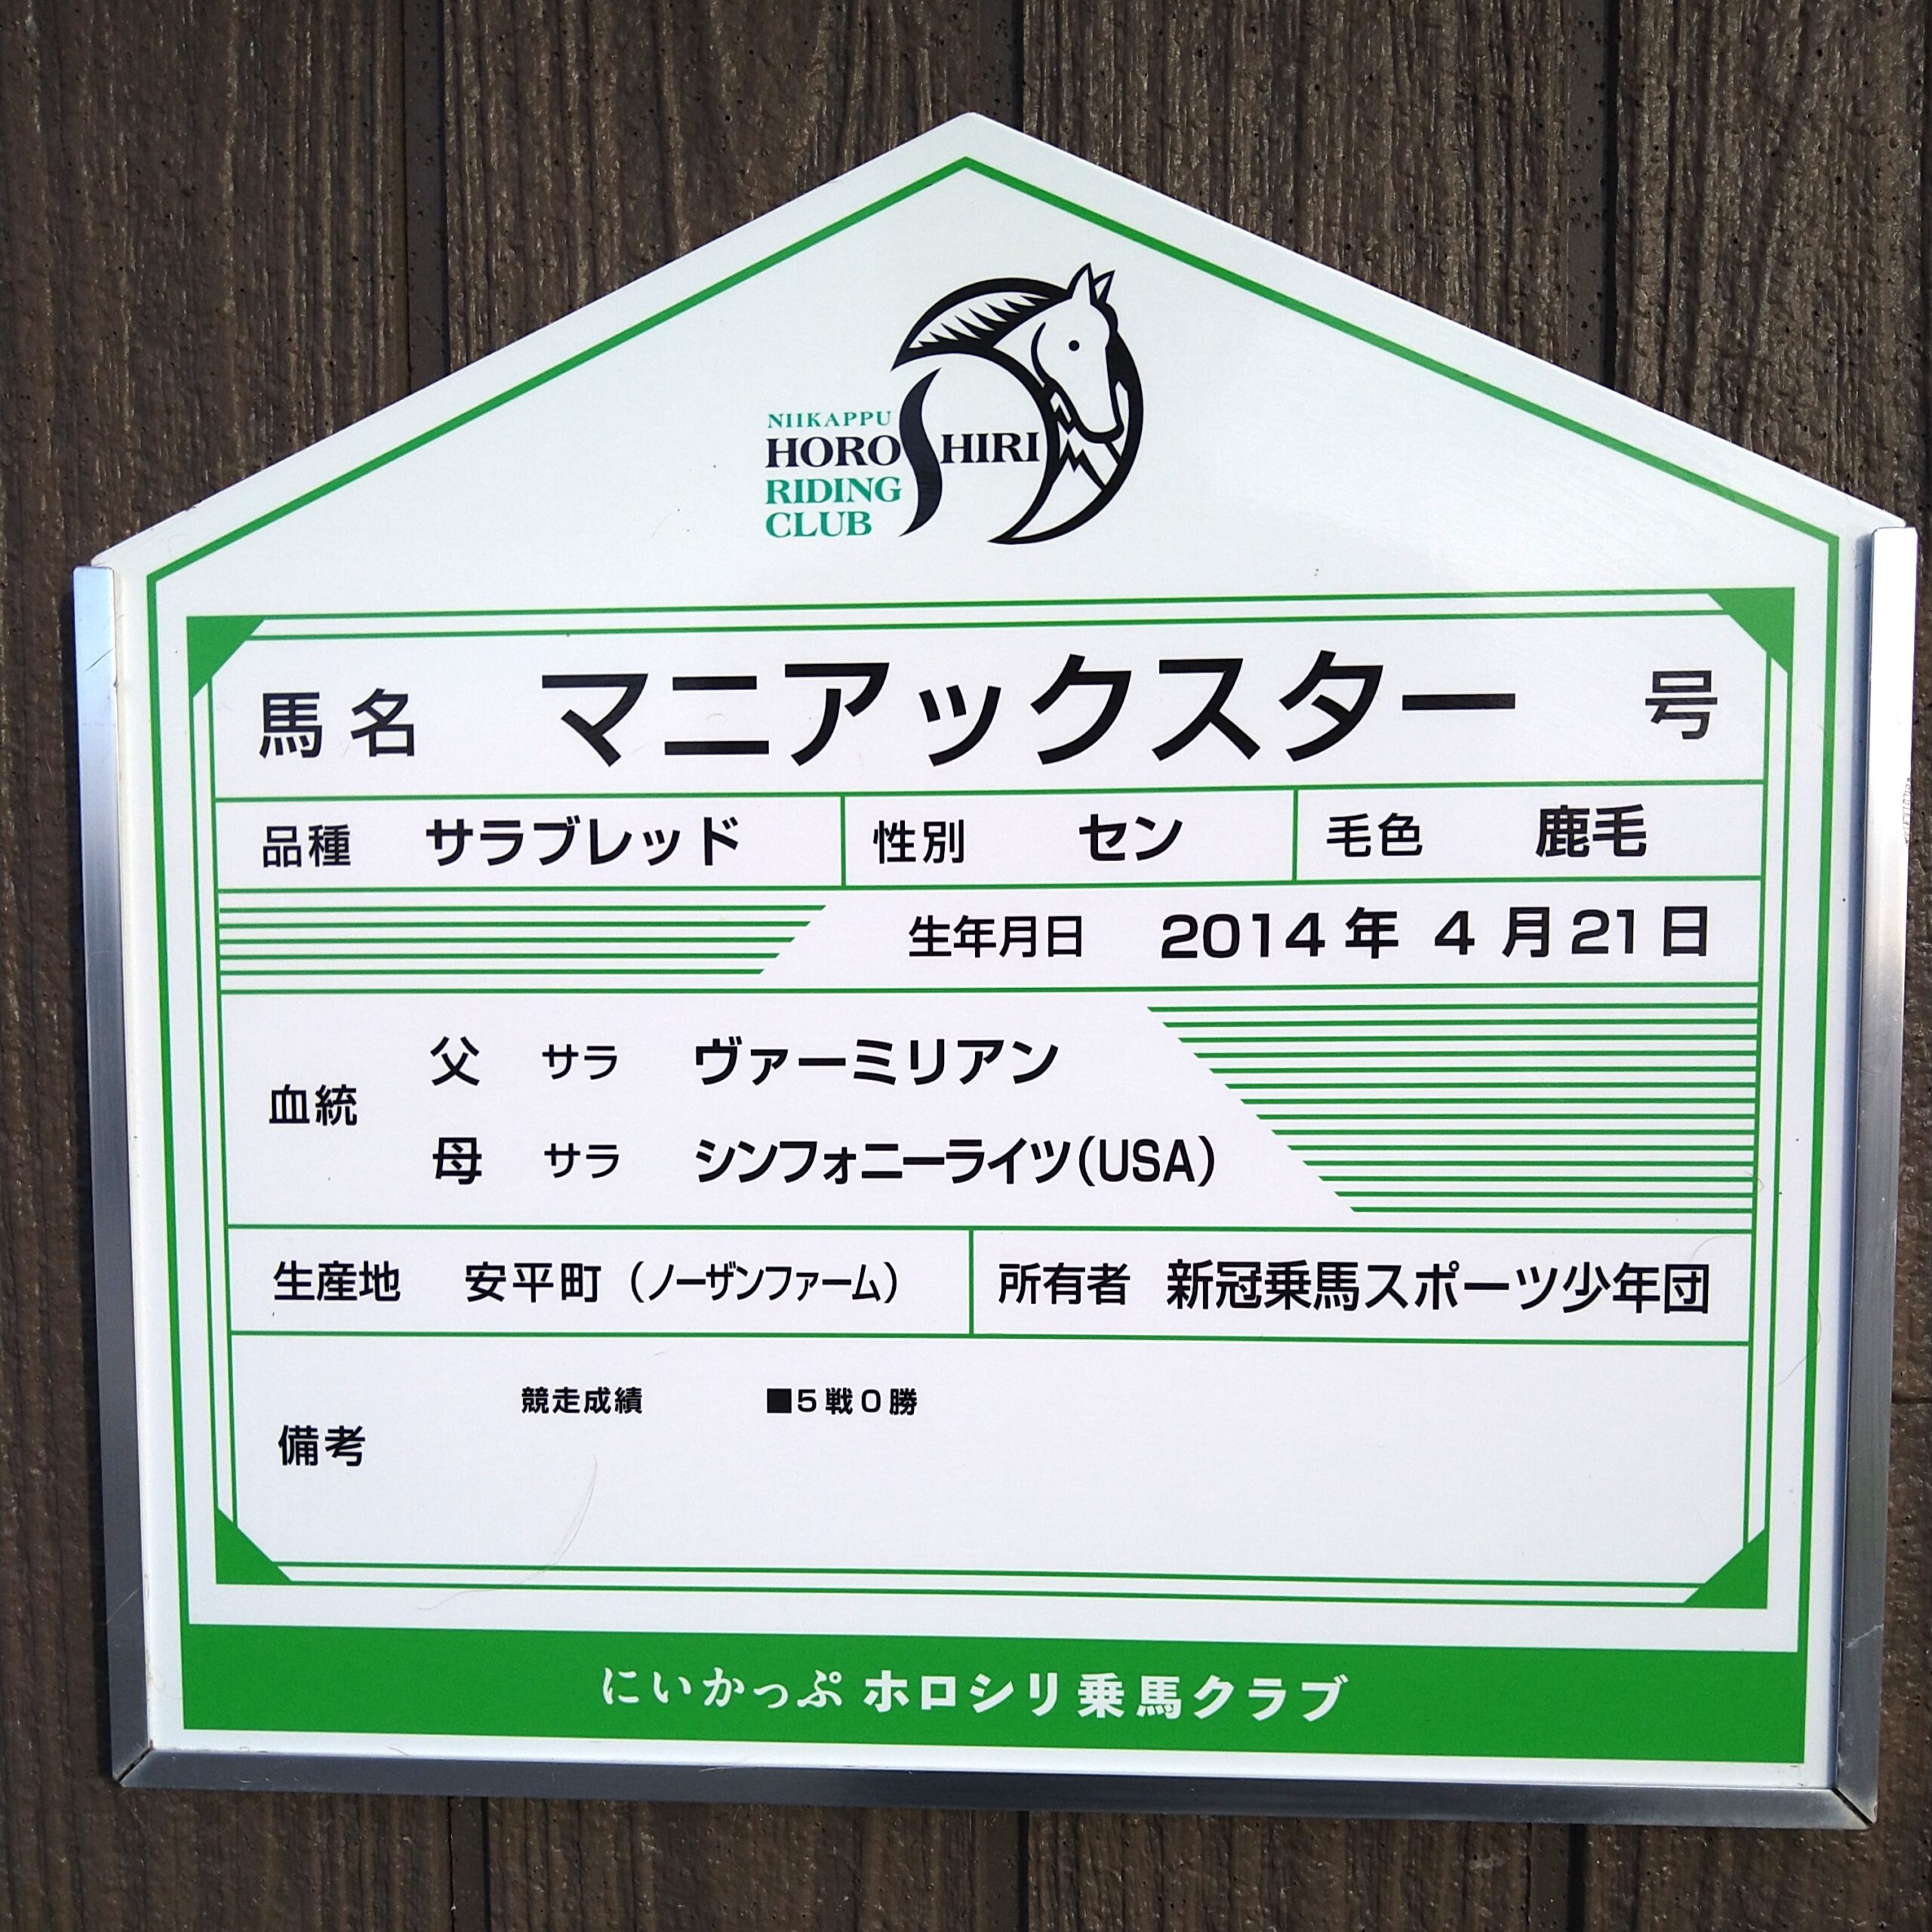 NIIKAPPU
HOROSHIRI
RIDING
CLUB
馬名 マニアックスター 号
品種 サラブレッド 性別 セン 毛色 鹿毛
生年月日 2014年 4月21日
血統 父 サラ ヴァーミリアン
母 サラ シンフォニーライツ(USA)
生産地 安平町(ノーザンファーム) 所有者 新冠乗馬スポーツ少年団
備考 競走成績 ■5戦0勝
にいかっぷ ホロシリ乗馬クラブ